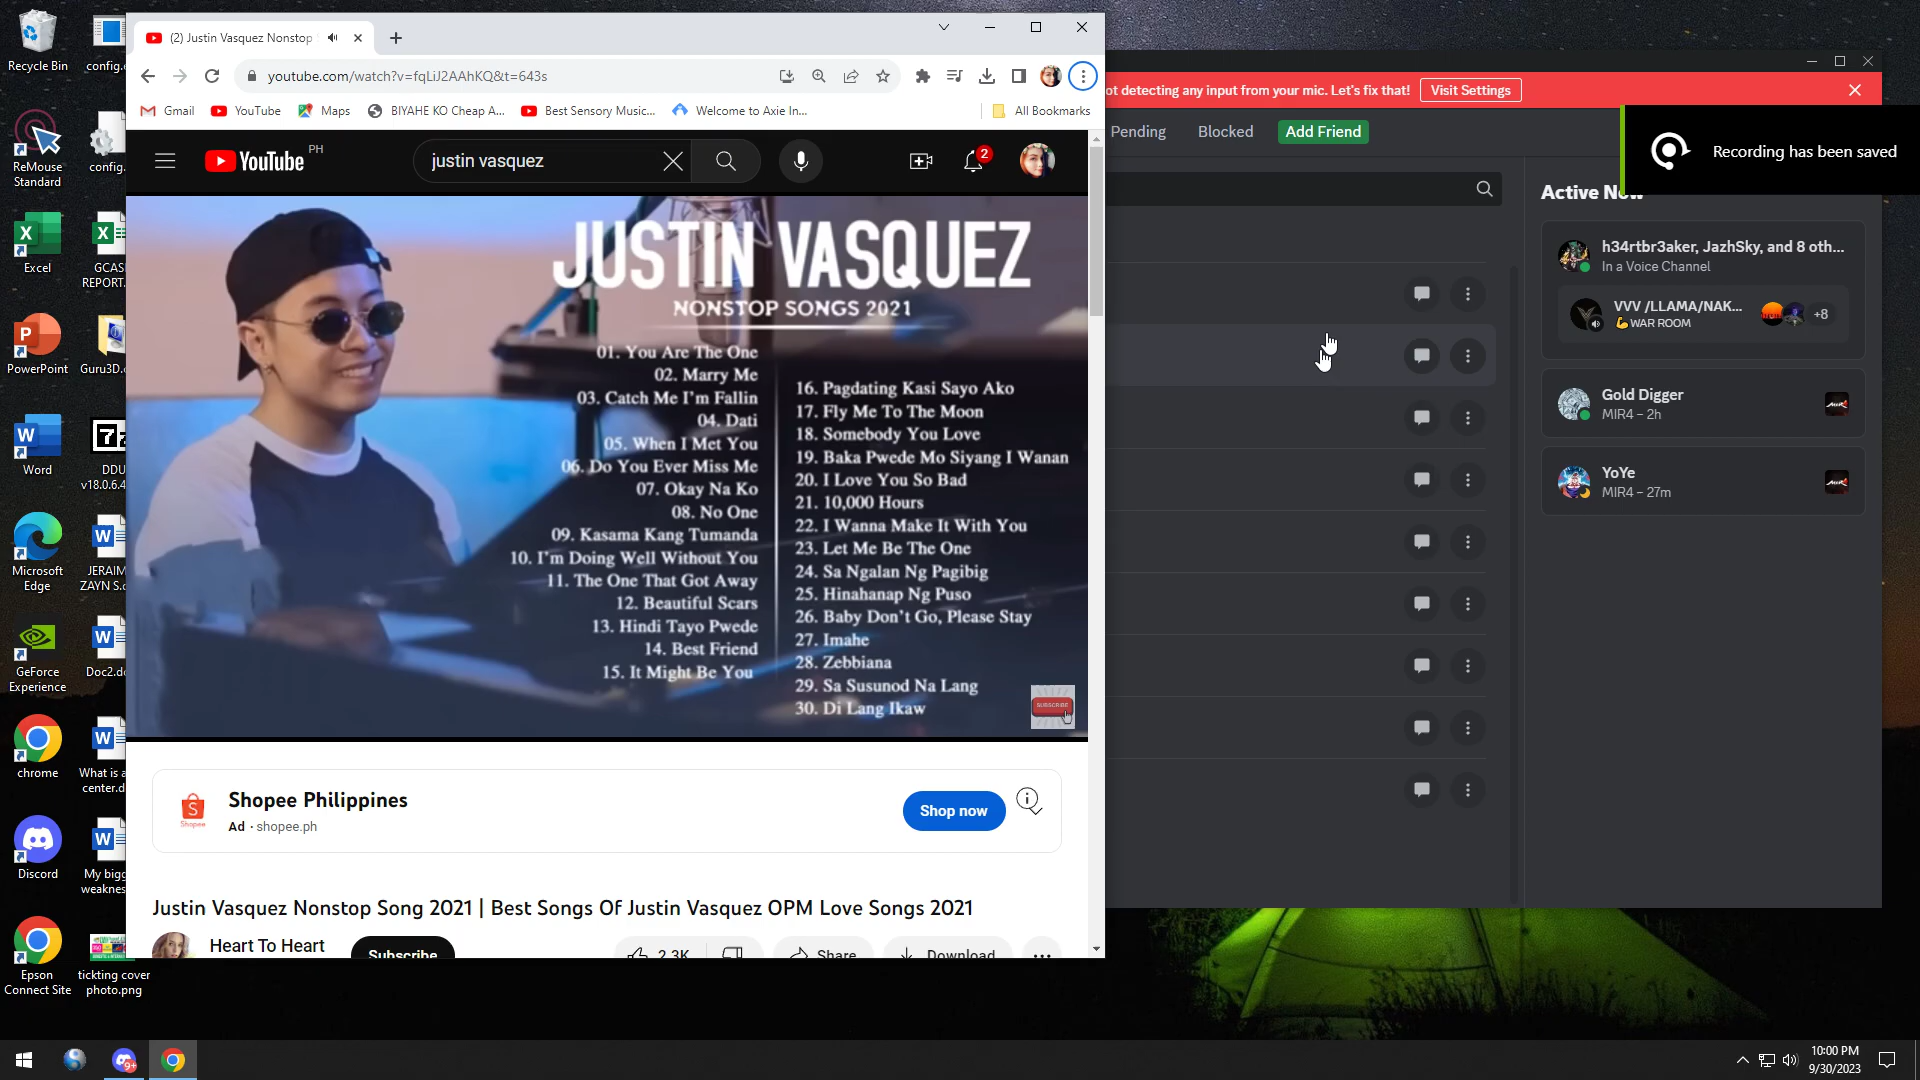 Recycle Bin
config.
ReMouse
Standard
config.
Excel
GCAS
REPORT.
PowerPoint
Guru3D.
Word
DDU
v18.0.6.4
Microsoft
Edge
JERAIM
ZAYN S.
GeForce
Experience
Doc2.d
chrome
What is a
center.d
Discord
My bigg
weaknes
Epson
Connect Site
tickting cover
photo.png
(2) Justin Vasquez Nonstop
youtube.com/watch?v=fqLiJ2AAhKQ&t=643s
Gmail
YouTube
Maps
BIYAHE KO Cheap A...
Best Sensory Music...
Welcome to Axie In...
All Bookmarks
YouTube PH
justin vasquez
2
JUSTIN VASQUEZ
NONSTOP SONGS 2021
01. You Are The One
02. Marry Me
03. Catch Me I'm Fallin
04. Dati
05. When I Met You
06. Do You Ever Miss Me
07. Okay Na Ko
08. No One
09. Kasama Kang Tumanda
10. I'm Doing Well Without You
11. The One That Got Away
12. Beautiful Scars
13. Hindi Tayo Pwede
14. Best Friend
15. It Might Be You
16. Pagdating Kasi Sayo Ako
17. Fly Me To The Moon
18. Somebody You Love
19. Baka Pwede Mo Siyang I Wanan
20. I Love You So Bad
21. 10,000 Hours
22. I Wanna Make It With You
23. Let Me Be The One
24. Sa Ngalan Ng Pagibig
25. Hinahanap Ng Puso
26. Baby Don't Go, Please Stay
27. Imahe
28. Zebbiana
29. Sa Susunod Na Lang
30. Di Lang Ikaw
SUBSCRIBE
Shopee Philippines
Ad · shopee.ph
Shopee
Shop now
Justin Vasquez Nonstop Song 2021 | Best Songs Of Justin Vasquez OPM Love Songs 2021
Heart To Heart
Subscribe
2.3K
Share
Download
ot detecting any input from your mic. Let's fix that!
Visit Settings
Pending
Blocked
Add Friend
Recording has been saved
Active Now
h34rtbr3aker, JazhSky, and 8 oth...
In a Voice Channel
VVV /LLAMA/NAK...
WAR ROOM
+8
Gold Digger
MIR4 – 2h
YoYe
MIR4 – 27m
9+
10:00 PM
9/30/2023